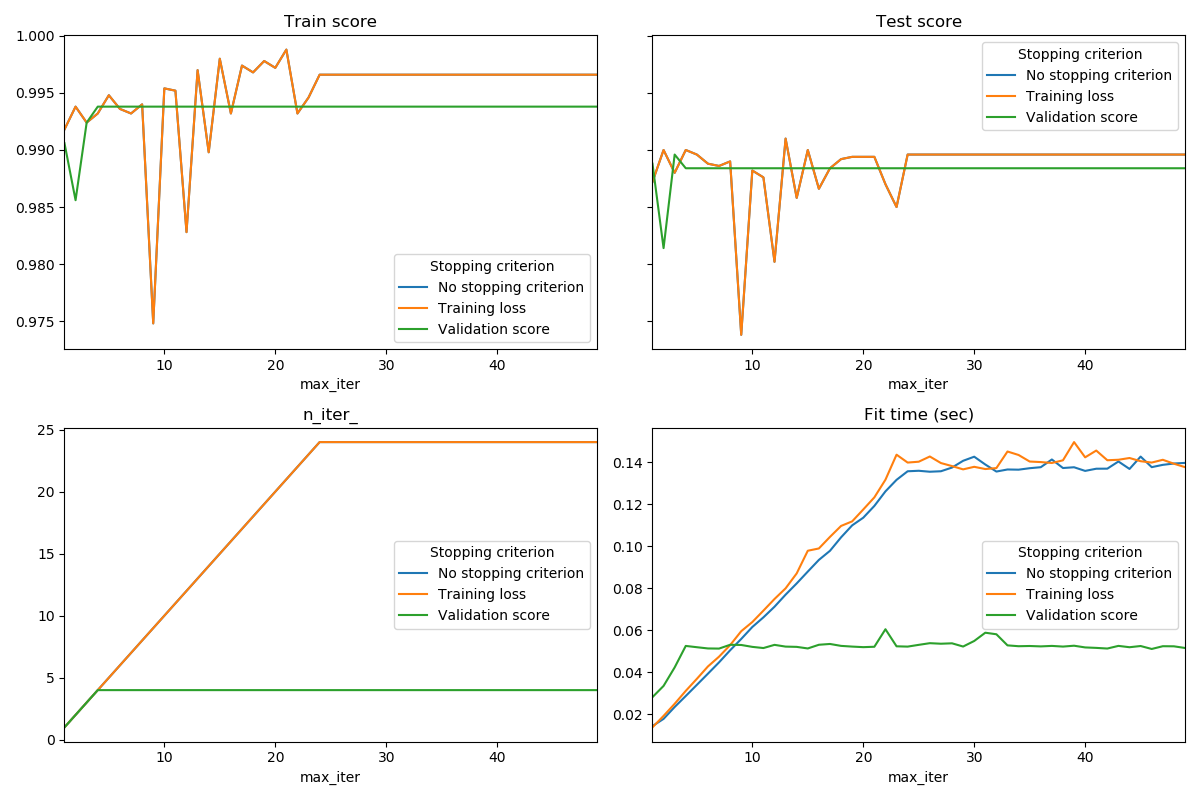 Train score
1.000
0.995
0.990
0.985
0.980
0.975
Stopping criterion
No stopping criterion
Training loss
Validation score
10 20 30 40
max_iter
Test score
Stopping criterion
No stopping criterion
Training loss
Validation score
10 20 30 40
max_iter
n_iter_
25
20
15
10
5
0
Stopping criterion
No stopping criterion
Training loss
Validation score
10 20 30 40
max_iter
Fit time (sec)
0.14
0.12
0.10
0.08
0.06
0.04
0.02
Stopping criterion
No stopping criterion
Training loss
Validation score
10 20 30 40
max_iter